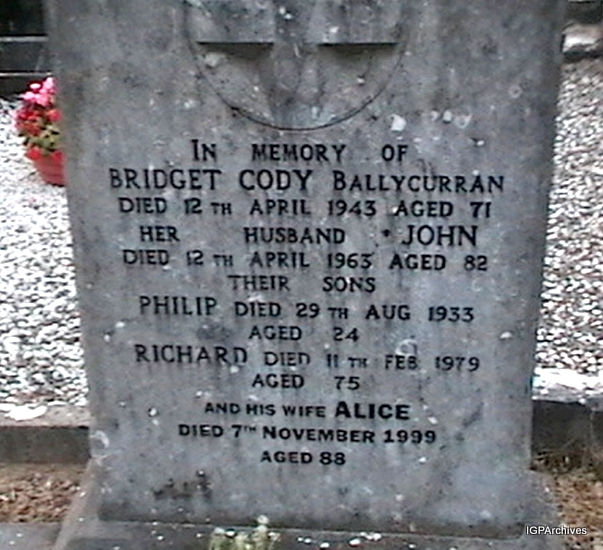 IN MEMORY OF
BRIDGET CODY BALLYCURRAN
DIED 12TH APRIL 1943 AGED 71
HER HUSBAND JOHN
DIED 12TH APRIL 1963 AGED 82
THEIR SONS
PHILIP DIED 29TH AUG 1933
AGED 24
RICHARD DIED 11TH FEB 1979
AGED 75
AND HIS WIFE ALICE
DIED 7TH NOVEMBER 1999
AGED 88
IGPArchives